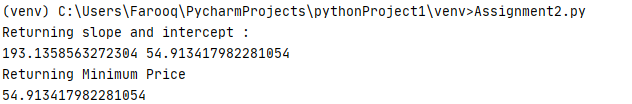 (venv) C:\Users\Farooq\PycharmProjects\pythonProject1\venv>Assignment2.py
Returning slope and intercept :
193.1358563272304 54.913417982281054
Returning Minimum Price
54.913417982281054